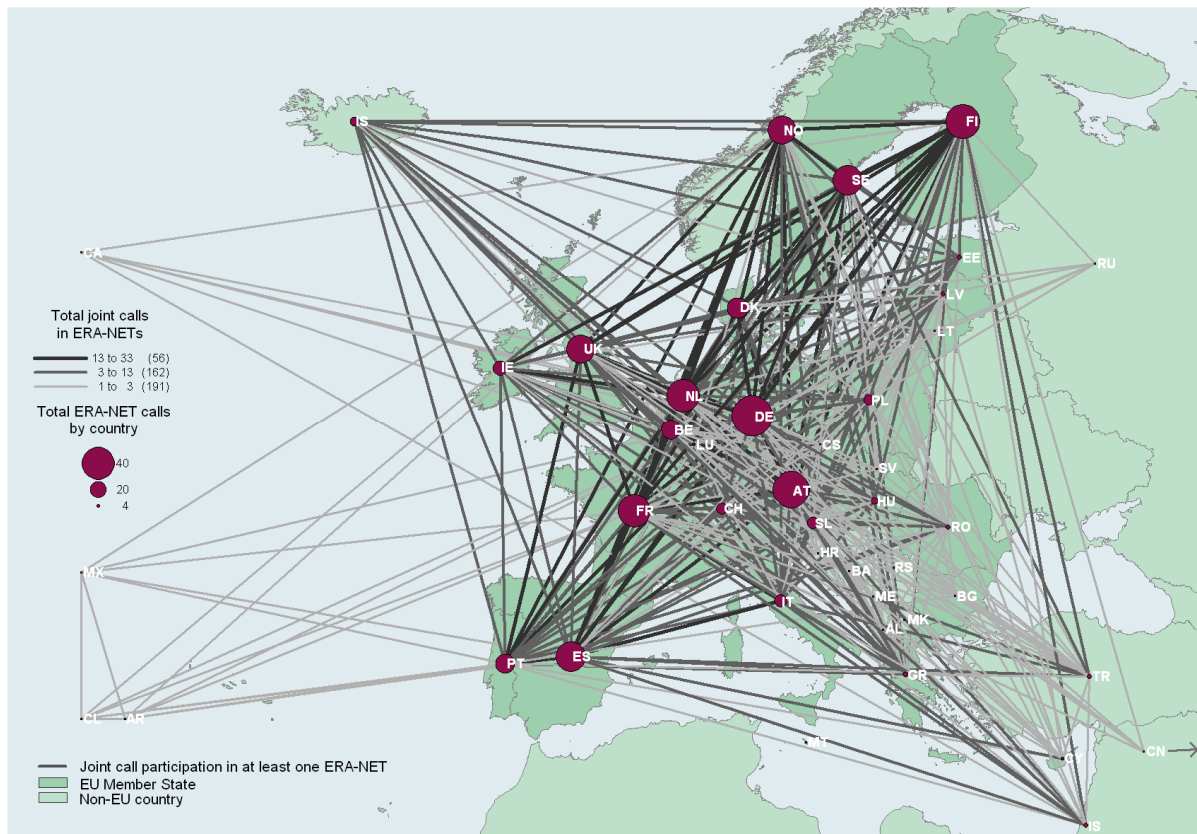 IS
NO
FI
SE
CA
EE
RU
LV
Total joint calls
in ERA-NETs
DK
LT
13 to 33 (56)
3 to 13 (162)
1 to 3 (191)
UK
IE
Total ERA-NET calls
by country
NL
PL
DE
BE
LU
CS
40
SV
20
AT
4
HU
FR
CH
SL
RO
HR
RS
BA
MX
ME
BG
IT
MK
AL
PT
ES
GR
TR
CL
AR
MT
CN
CY
Joint call participation in at least one ERA-NET
EU Member State
Non-EU country
IS